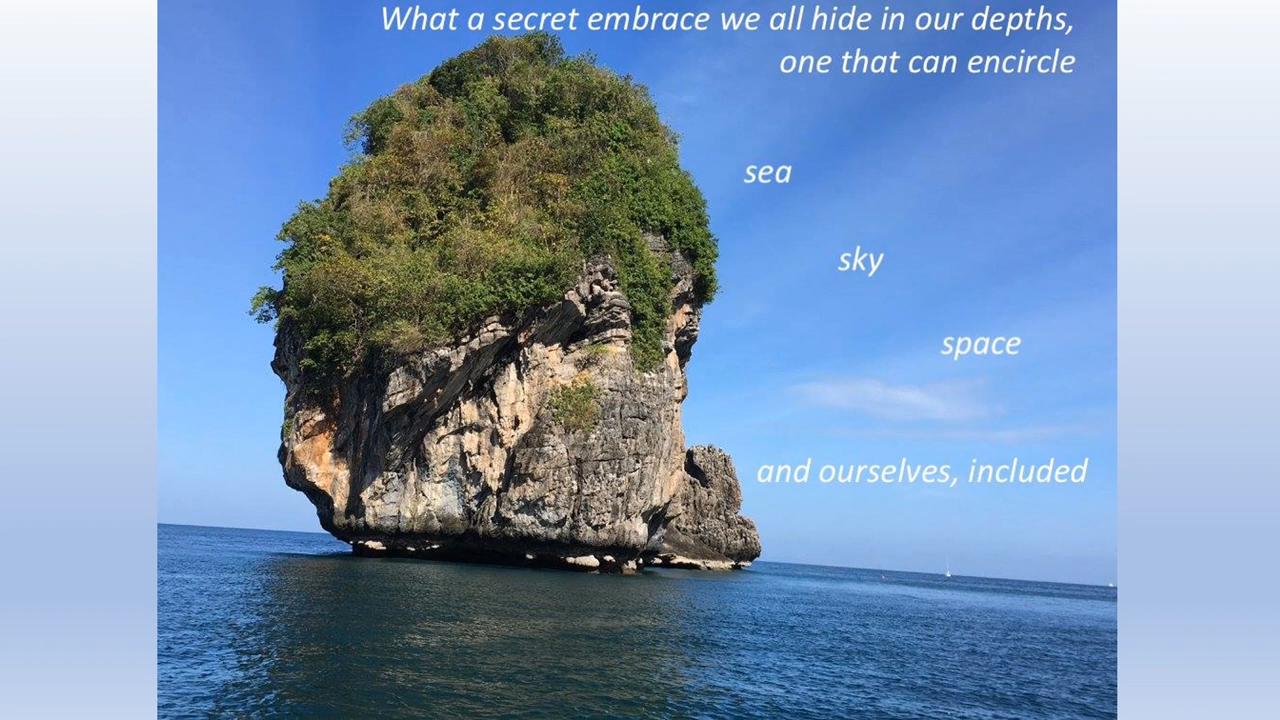 What a secret embrace we all hide in our depths,
one that can encircle
sea
sky
space
and ourselves, included